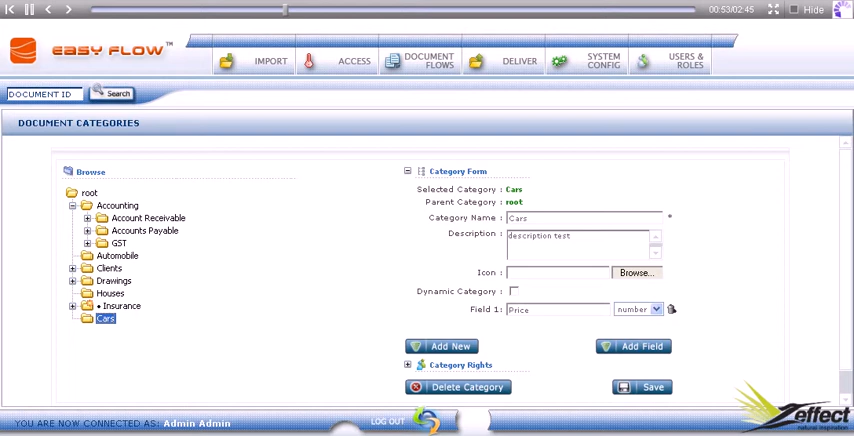 00:53/02:45
Hide
EASY FLOW™
IMPORT
ACCESS
DOCUMENT FLOWS
DELIVER
SYSTEM CONFIG
USERS & ROLES
DOCUMENT ID
Search
DOCUMENT CATEGORIES
Browse
root
Accounting
Account Receivable
Accounts Payable
GST
Automobile
Clients
Drawings
Houses
• Insurance
Cars
Category Form
Selected Category : Cars
Parent Category : root
Category Name : Cars *
Description : description test
Icon : Browse...
Dynamic Category :
Field 1: Price number
Add New
Add Field
Category Rights
Delete Category
Save
YOU ARE NOW CONNECTED AS: Admin Admin
LOG OUT
Zeffect
natural inspiration